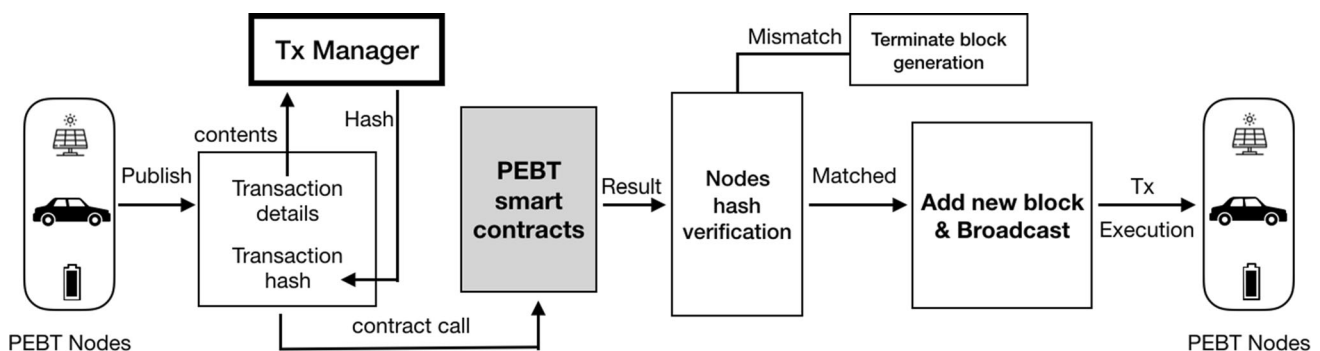 Tx Manager
Mismatch
Terminate block
generation
contents
Hash
Publish
Transaction
details
Transaction
hash
PEBT
smart
contracts
Result
Nodes
hash
verification
Matched
Add new block
& Broadcast
Tx
Execution
contract call
PEBT Nodes
PEBT Nodes